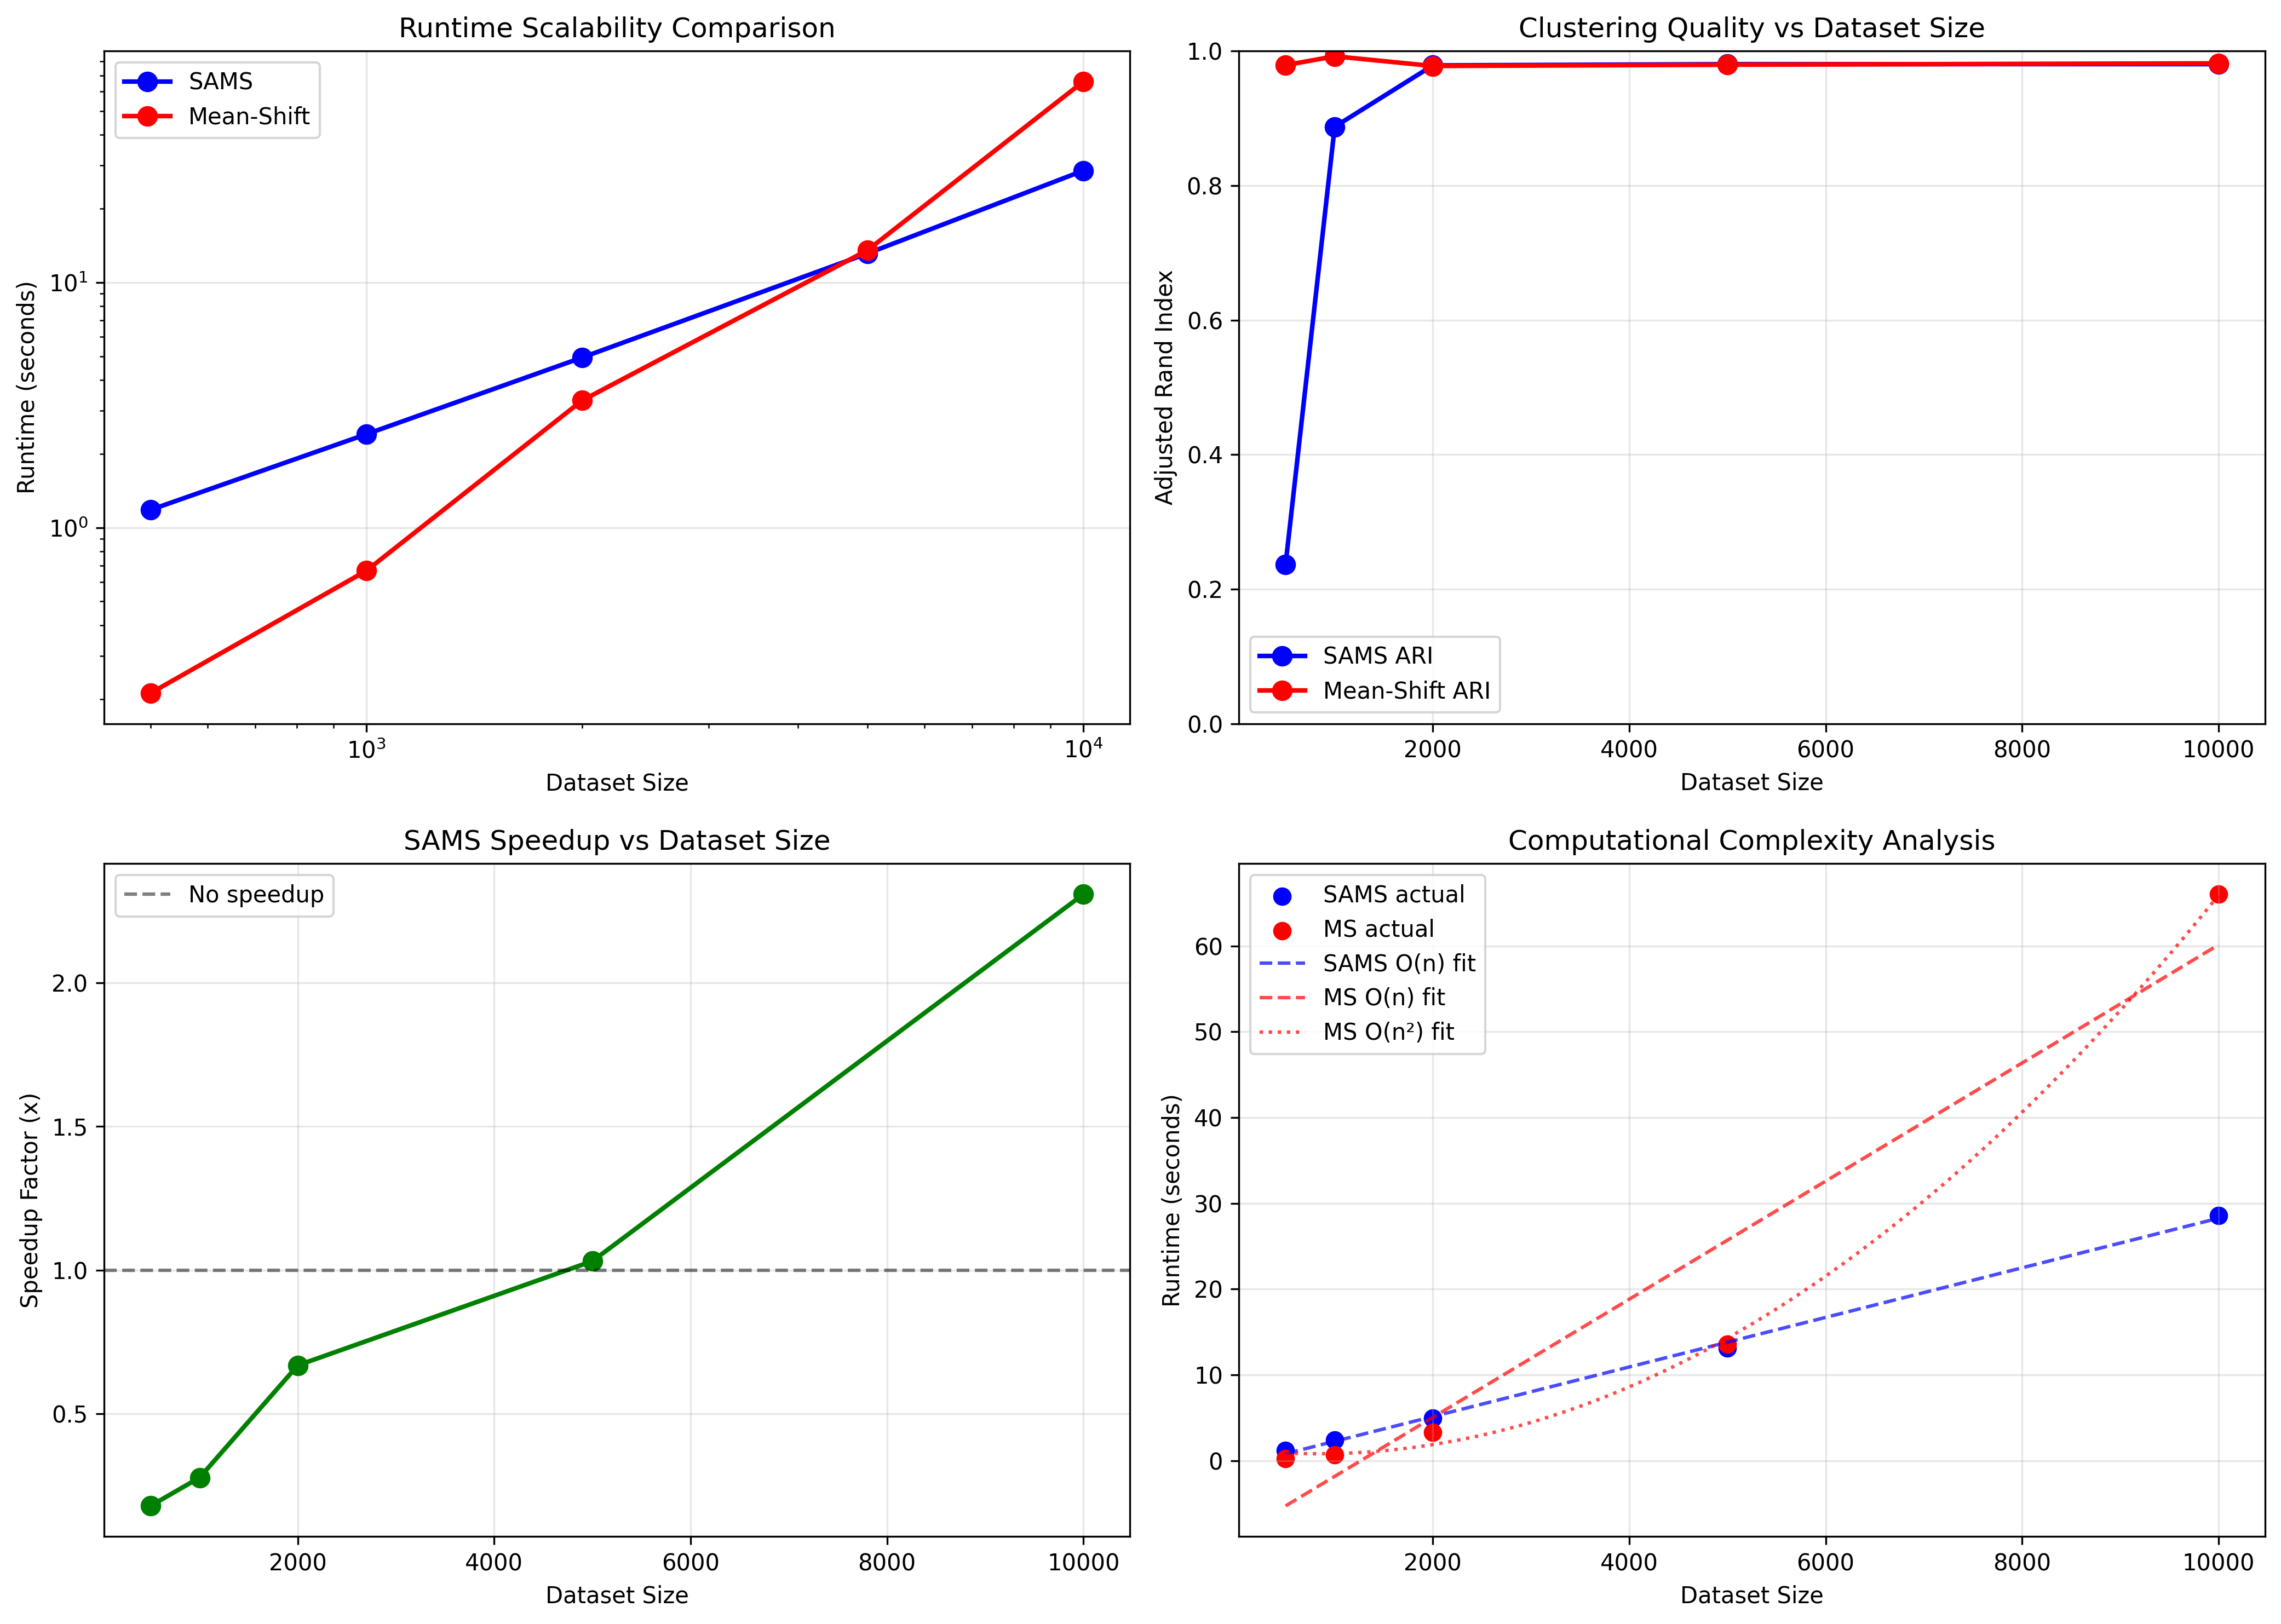 Runtime Scalability Comparison
SAMS
Mean-Shift
10¹
10⁰
Runtime (seconds)
10³
10⁴
Dataset Size
Clustering Quality vs Dataset Size
1.0
0.8
0.6
0.4
0.2
0.0
Adjusted Rand Index
SAMS ARI
Mean-Shift ARI
2000
4000
6000
8000
10000
Dataset Size
SAMS Speedup vs Dataset Size
No speedup
2.0
1.5
1.0
0.5
Speedup Factor (x)
2000
4000
6000
8000
10000
Dataset Size
Computational Complexity Analysis
SAMS actual
MS actual
SAMS O(n) fit
MS O(n) fit
MS O(n²) fit
60
50
40
30
20
10
0
Runtime (seconds)
2000
4000
6000
8000
10000
Dataset Size